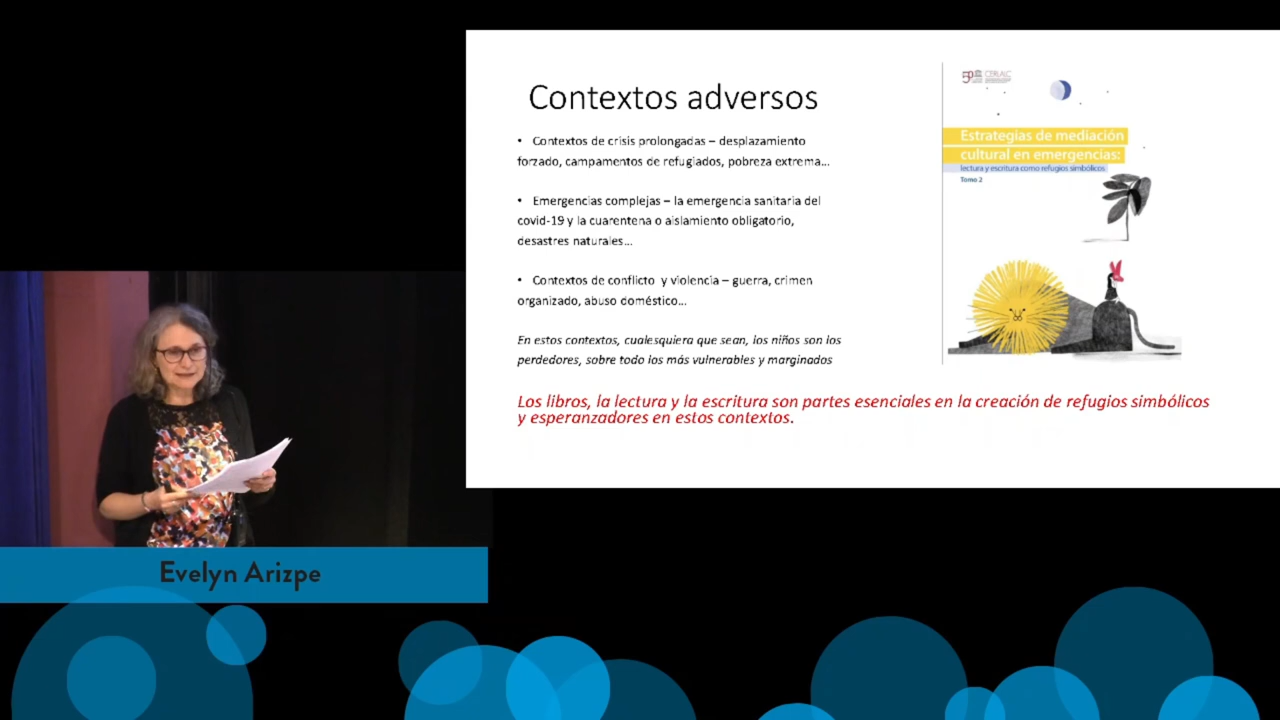 Contextos adversos
• Contextos de crisis prolongadas – desplazamiento
forzado, campamentos de refugiados, pobreza extrema...
• Emergencias complejas – la emergencia sanitaria del
covid-19 y la cuarentena o aislamiento obligatorio,
desastres naturales...
• Contextos de conflicto y violencia – guerra, crimen
organizado, abuso doméstico...
En estos contextos, cualesquiera que sean, los niños son los
perdedores, sobre todo los más vulnerables y marginados
Los libros, la lectura y la escritura son partes esenciales en la creación de refugios simbólicos
y esperanzadores en estos contextos.
CERLALC
Estrategias de mediación
cultural en emergencias:
lectura y escritura como refugios simbólicos
Tomo 2
Evelyn Arizpe